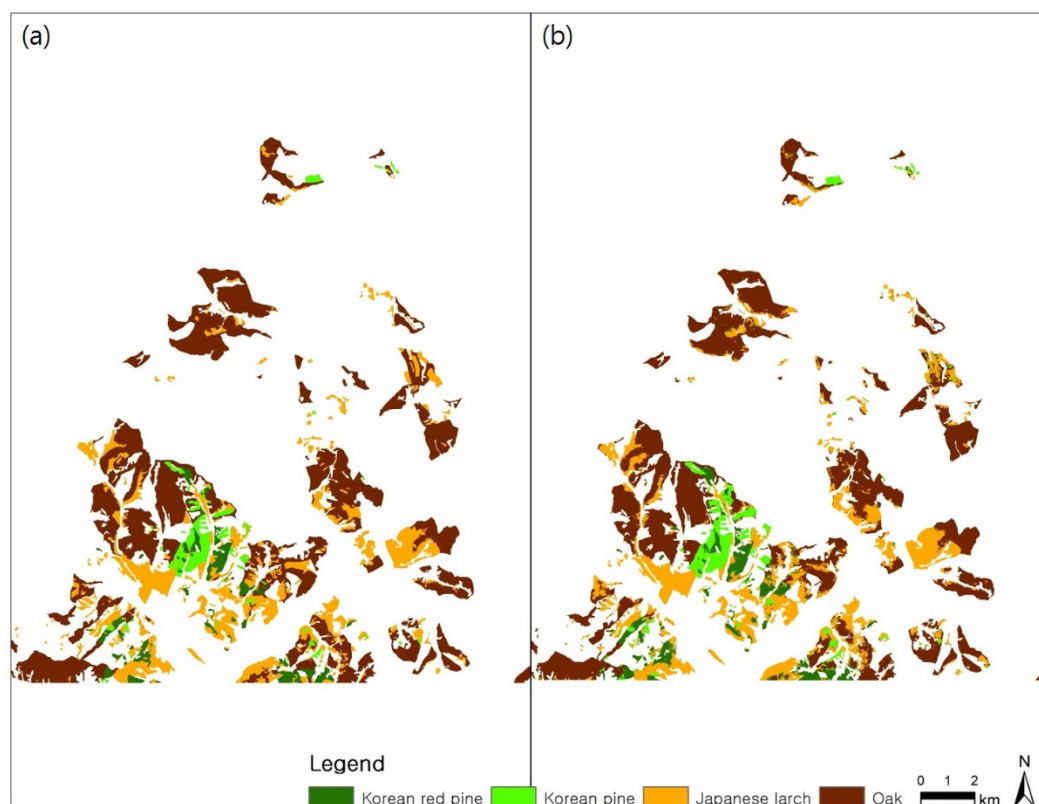 (a)
(b)
Legend
Korean red pine
Korean pine
Japanese larch
Oak
0 1 2
km
N